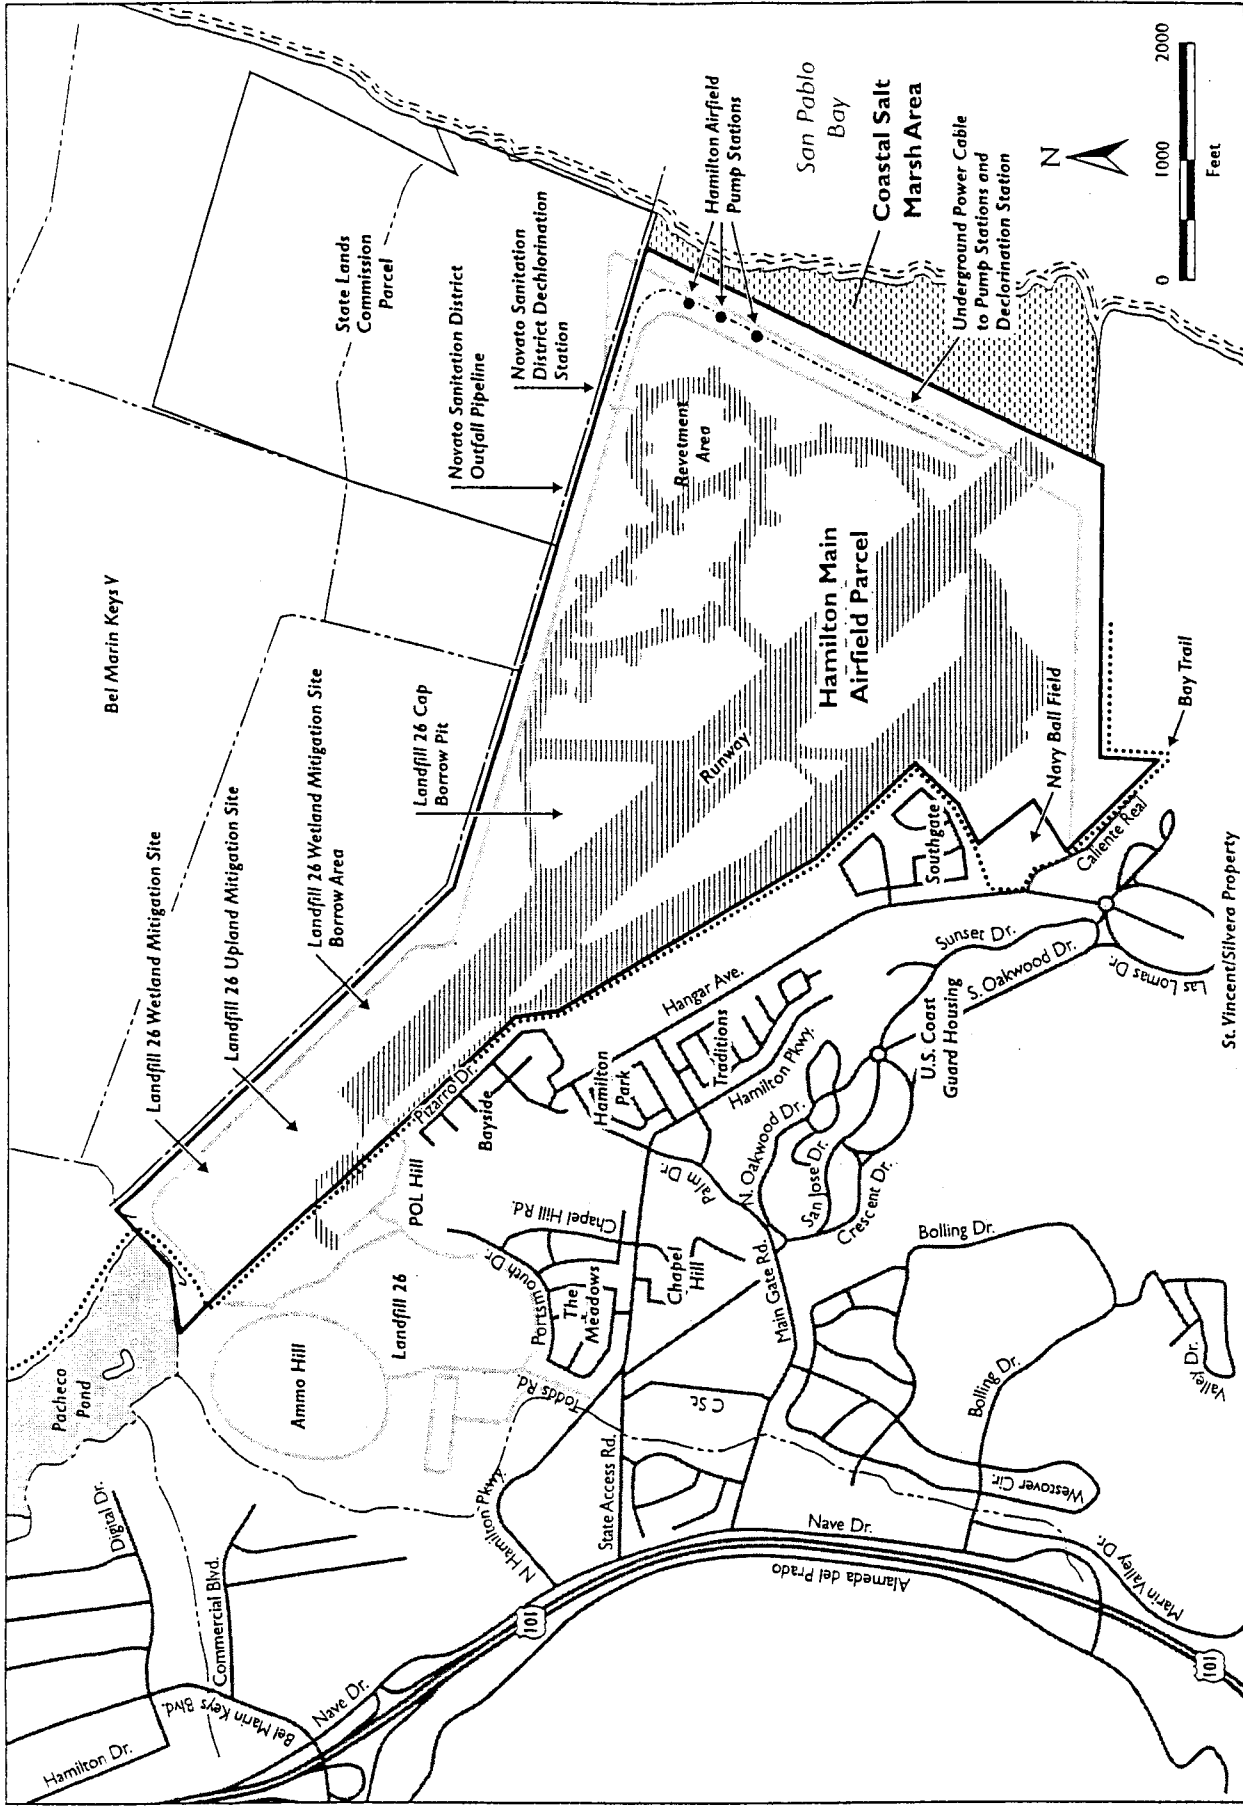 Bel Marin Keys V
State Lands
Commission
Parcel
Landfill 26 Wetland Mitigation Site
Landfill 26 Upland Mitigation Site
Landfill 26 Wetland Mitigation Site
Borrow Area
Landfill 26 Cap
Borrow Pit
Novato Sanitation District
Outfall Pipeline
Novato Sanitation
District Dechlorination
Station
Hamilton Airfield
Pump Stations
San Pablo
Bay
Coastal Salt
Marsh Area
Underground Power Cable
to Pump Stations and
Declorination Station
N
0
1000
2000
Feet
Revetment
Area
Hamilton Main
Airfield Parcel
Runway
Navy Ball Field
Bay Trail
Southgate
Caliente Real
St. Vincent/Silvera Property
Las Lomas Dr.
Sunset Dr.
S. Oakwood Dr.
U.S. Coast
Guard Housing
Hangar Ave.
Traditions
Hamilton Pkwy.
Hamilton
Park
Pizarro Dr.
Bayside
POL Hill
Palm Dr.
N. Oakwood Dr.
San Jose Dr.
Crescent Dr.
Chapel Hill Rd.
Chapel
Hill
Portsmouth Dr.
The
Meadows
Main Gate Rd.
Landfill 26
Ammo Hill
Pacheco
Pond
Todds Rd.
C St.
State Access Rd.
N Hamilton Pkwy.
Bolling Dr.
Bolling Dr.
Valley Dr.
Westover Cir.
Marin Valley Dr.
Nave Dr.
Alameda del Prado
101
101
Digital Dr.
Commercial Blvd.
Bel Marin Keys Blvd.
Nave Dr.
Hamilton Dr.